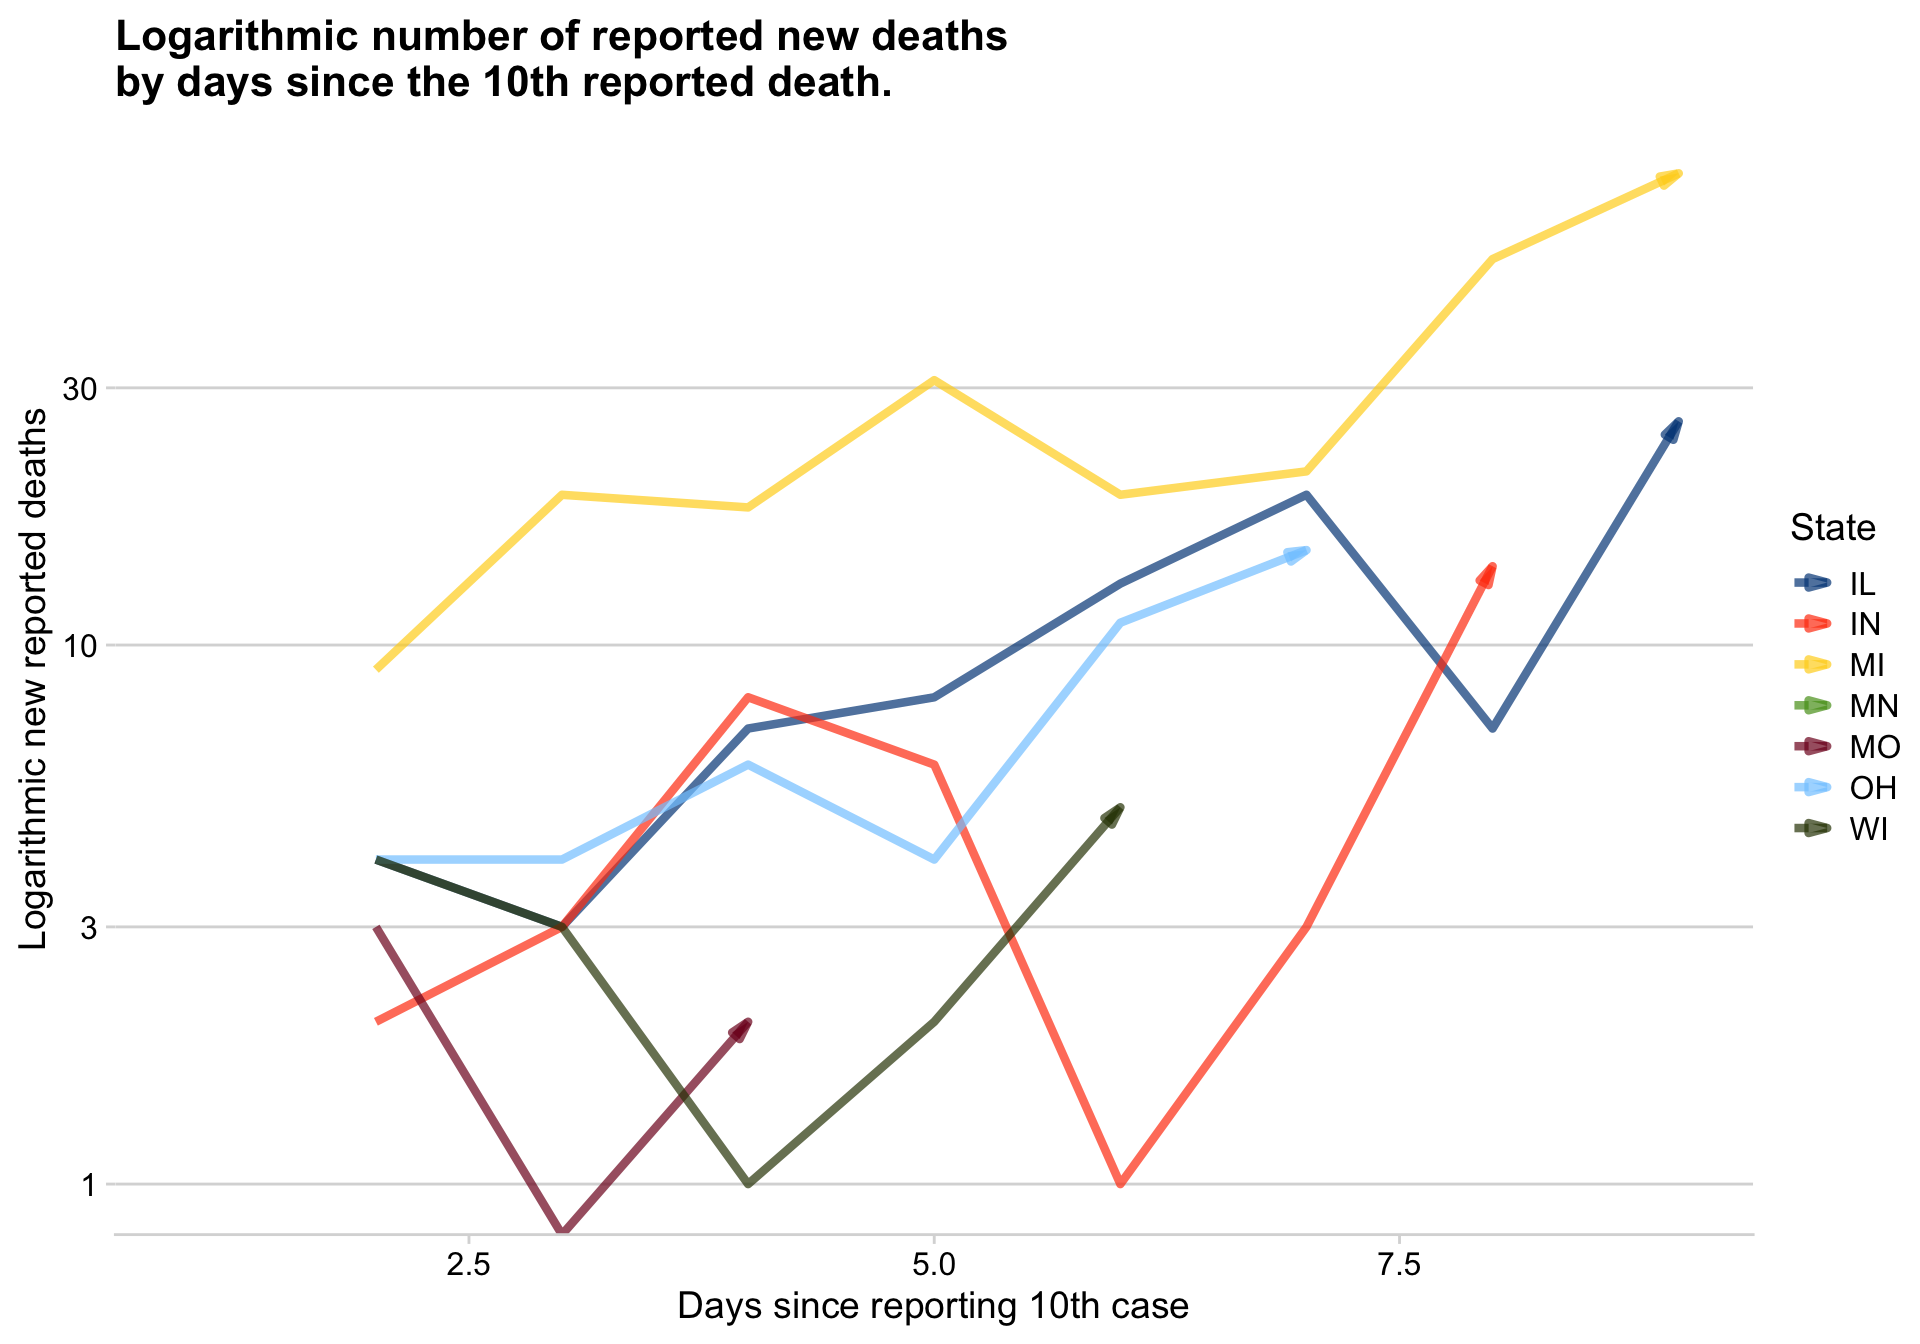 Logarithmic number of reported new deaths
by days since the 10th reported death.
Logarithmic new reported deaths
30
10
3
1
2.5
5.0
7.5
Days since reporting 10th case
State
IL
IN
MI
MN
MO
OH
WI